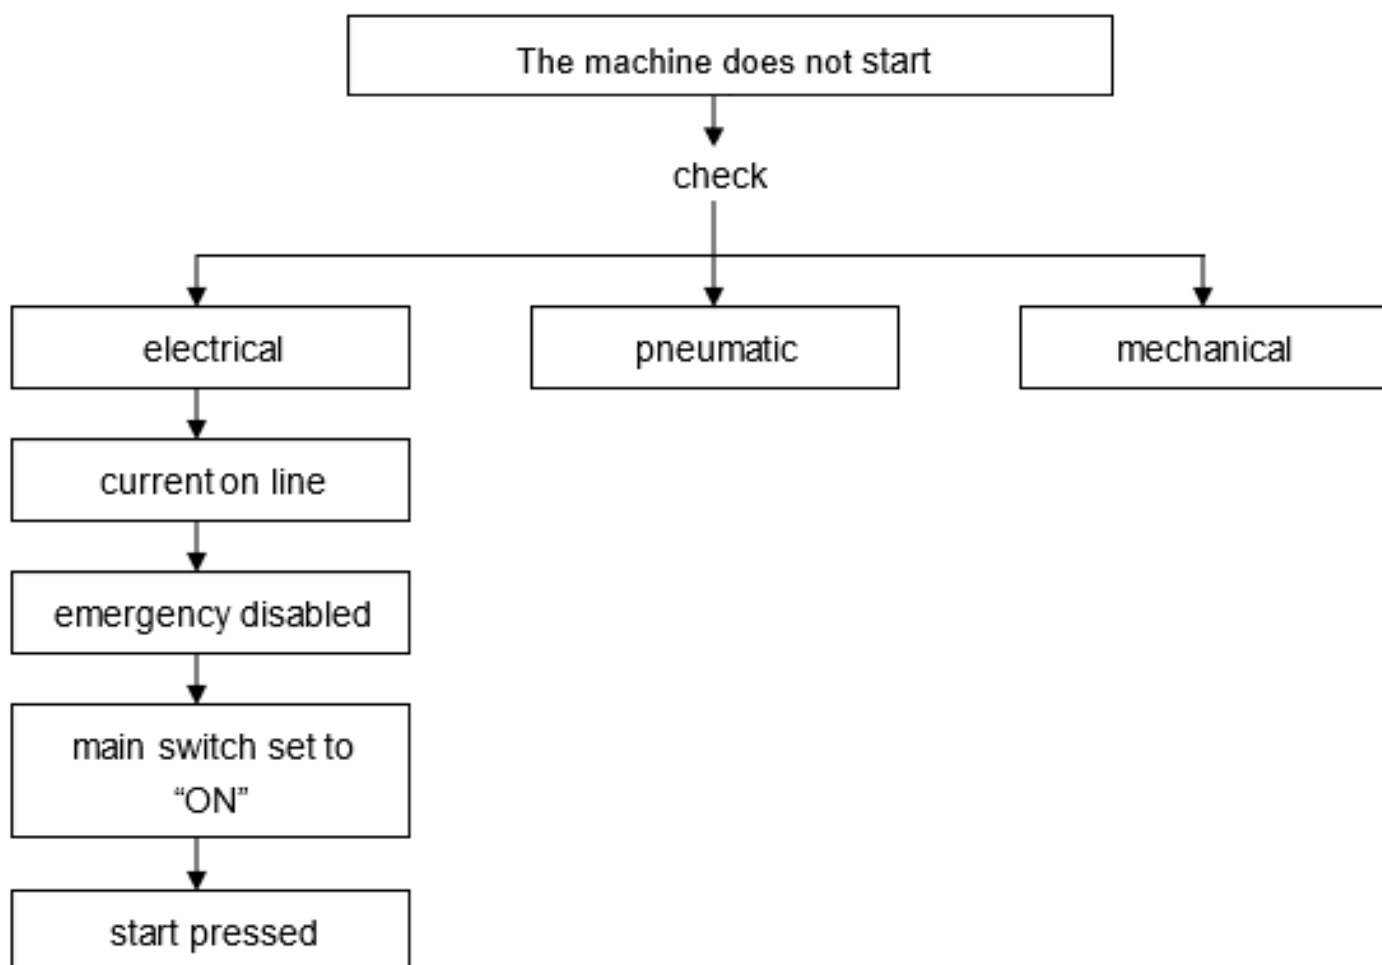 The machine does not start
check
electrical
pneumatic
mechanical
current on line
emergency disabled
main switch set to
“ON”
start pressed